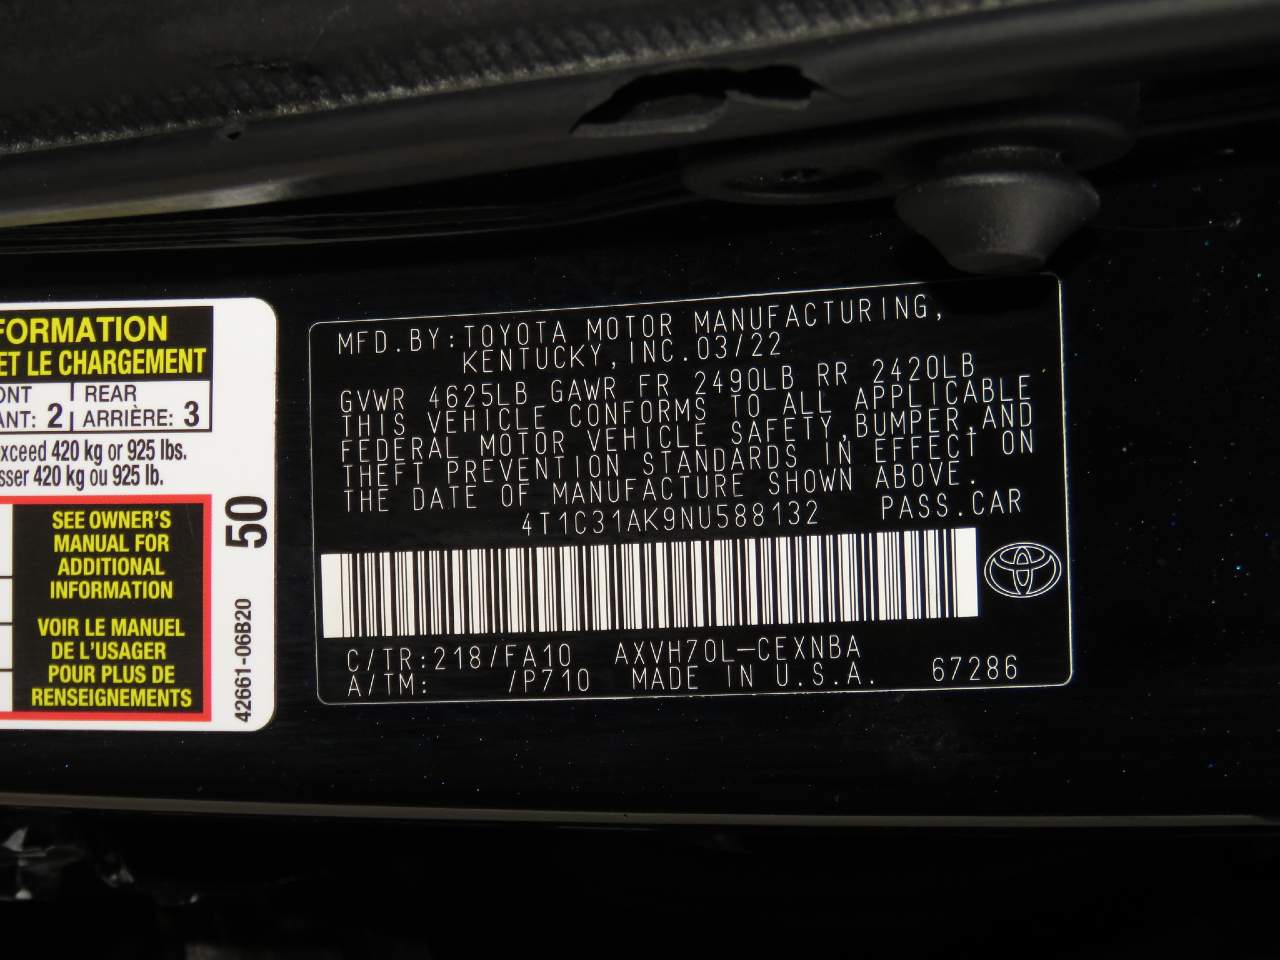 FORMATION
ET LE CHARGEMENT
REAR
: 2 ARRIÈRE: 3
xceed 420 kg or 925 lbs.
sser 420 kg ou 925 lb.
SEE OWNER'S
MANUAL FOR
ADDITIONAL
INFORMATION
VOIR LE MANUEL
DE L'USAGER
POUR PLUS DE
RENSEIGNEMENTS
50
42661-06B20
MFD.BY:TOYOTA MOTOR MANUFACTURING,
KENTUCKY,INC.03/22
GVWR 4625LB GAWR FR 2490LB RR 2420LB
THIS VEHICLE CONFORMS TO ALL APPLICABLE
FEDERAL MOTOR VEHICLE SAFETY,BUMPER,AND
THEFT PREVENTION STANDARDS IN EFFECT ON
THE DATE OF MANUFACTURE SHOWN ABOVE.
4T1C31AK9NU588132 PASS.CAR
C/TR:218/FA10 AXVH70L-CEXNBA
A/TM: /P710 MADE IN U.S.A. 67286